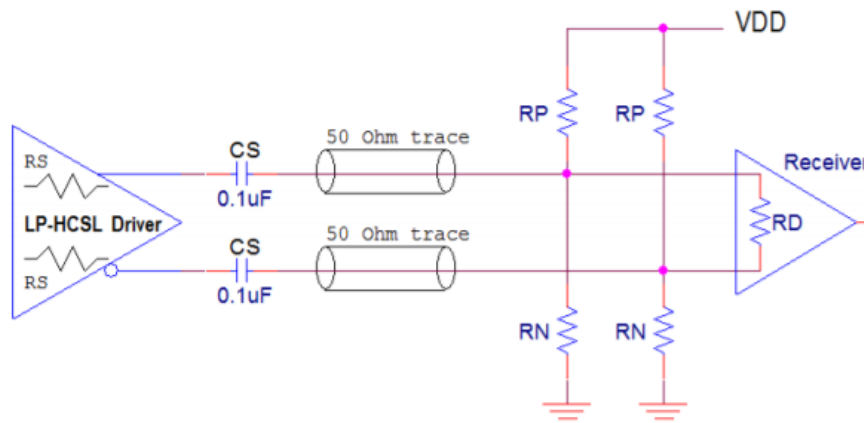 VDD
RP
RP
50 Ohm trace
CS
Receiver
RS
0.1uF
LP-HCSL Driver
RD
50 Ohm trace
CS
RS
0.1uF
RN
RN